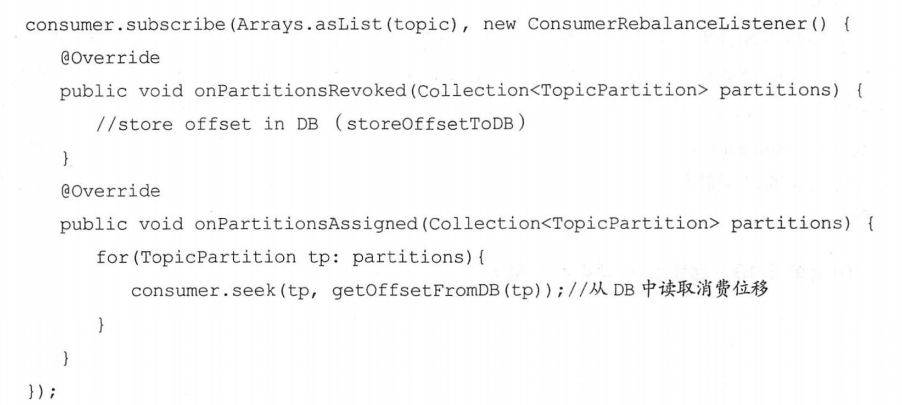 consumer.subscribe(Arrays.asList(topic), new ConsumerRebalanceListener() {
@Override
public void onPartitionsRevoked(Collection<TopicPartition> partitions) {
//store offset in DB (storeOffsetToDB)
}
@Override
public void onPartitionsAssigned(Collection<TopicPartition> partitions) {
for(TopicPartition tp: partitions){
consumer.seek(tp, getOffsetFromDB(tp));//从 DB 中读取消费位移
}
}
});